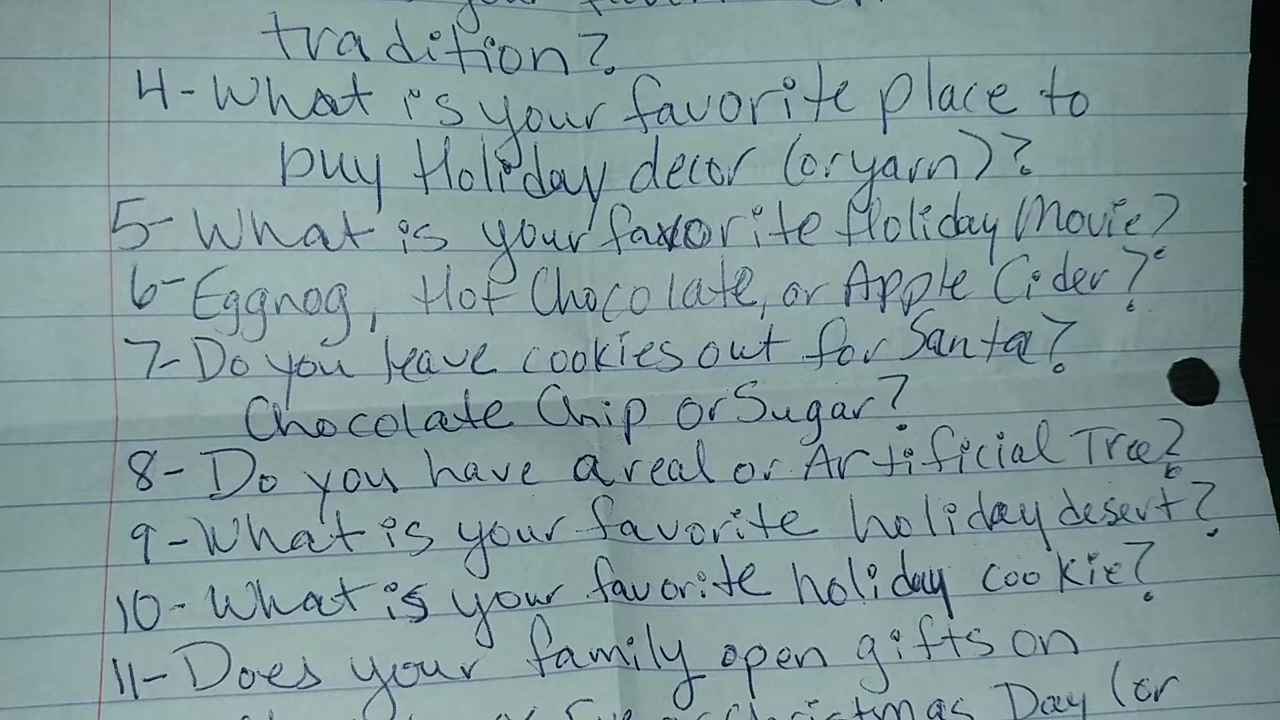 tradition?
4-What is your favorite place to
buy Holiday decor (or yarn)?
5-What is your favorite Holiday Movie?
6-Eggnog, Hot Chocolate, or Apple Cider?
7-Do you leave cookies out for Santa?
Chocolate Chip or Sugar?
8-Do you have a real or Artificial Tree?
9-What is your favorite holiday desert?
10-What is your favorite holiday cookie?
11-Does your family open gifts on
Christmas Day (or